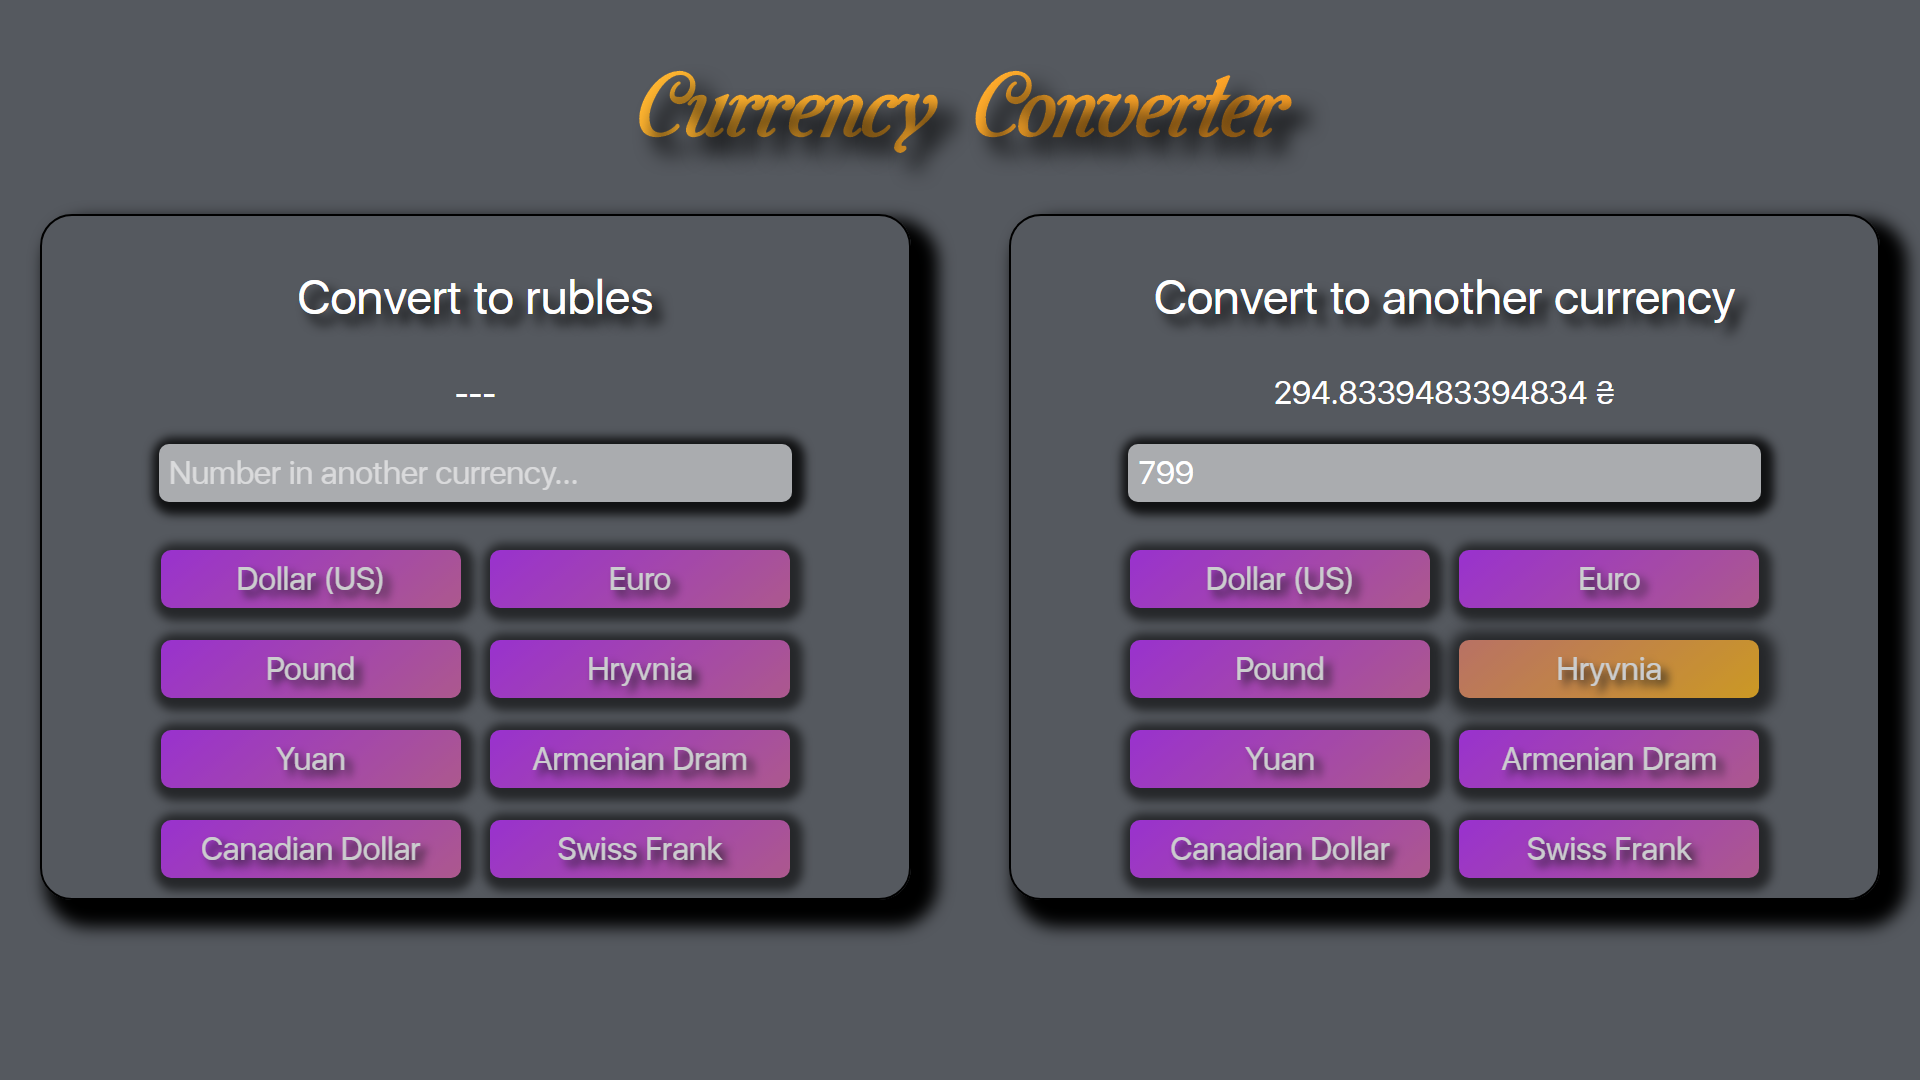 Currency Converter
Convert to rubles
---
Number in another currency...
Dollar (US)
Euro
Pound
Hryvnia
Yuan
Armenian Dram
Canadian Dollar
Swiss Frank
Convert to another currency
294.8339483394834 ₴
799
Dollar (US)
Euro
Pound
Hryvnia
Yuan
Armenian Dram
Canadian Dollar
Swiss Frank